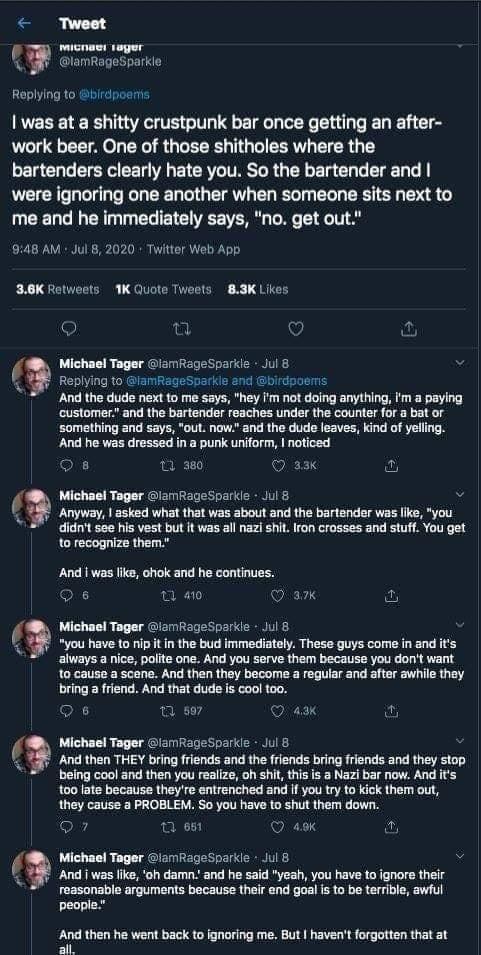 Tweet
Michael Tager
@IamRageSparkle
Replying to @birdpoems
I was at a shitty crustpunk bar once getting an after-
work beer. One of those shitholes where the
bartenders clearly hate you. So the bartender and I
were ignoring one another when someone sits next to
me and he immediately says, "no. get out."
9:48 AM · Jul 8, 2020 · Twitter Web App
3.6K Retweets 1K Quote Tweets 8.3K Likes
Michael Tager @IamRageSparkle · Jul 8
Replying to @IamRageSparkle and @birdpoems
And the dude next to me says, "hey i'm not doing anything, i'm a paying
customer." and the bartender reaches under the counter for a bat or
something and says, "out. now." and the dude leaves, kind of yelling.
And he was dressed in a punk uniform, I noticed
8 380 3.3K
Michael Tager @IamRageSparkle · Jul 8
Anyway, I asked what that was about and the bartender was like, "you
didn't see his vest but it was all nazi shit. Iron crosses and stuff. You get
to recognize them."
And i was like, ohok and he continues.
6 410 3.7K
Michael Tager @IamRageSparkle · Jul 8
"you have to nip it in the bud immediately. These guys come in and it's
always a nice, polite one. And you serve them because you don't want
to cause a scene. And then they become a regular and after awhile they
bring a friend. And that dude is cool too.
6 597 4.3K
Michael Tager @IamRageSparkle · Jul 8
And then THEY bring friends and the friends bring friends and they stop
being cool and then you realize, oh shit, this is a Nazi bar now. And it's
too late because they're entrenched and if you try to kick them out,
they cause a PROBLEM. So you have to shut them down.
7 651 4.9K
Michael Tager @IamRageSparkle · Jul 8
And i was like, 'oh damn.' and he said "yeah, you have to ignore their
reasonable arguments because their end goal is to be terrible, awful
people."
And then he went back to ignoring me. But I haven't forgotten that at
all.